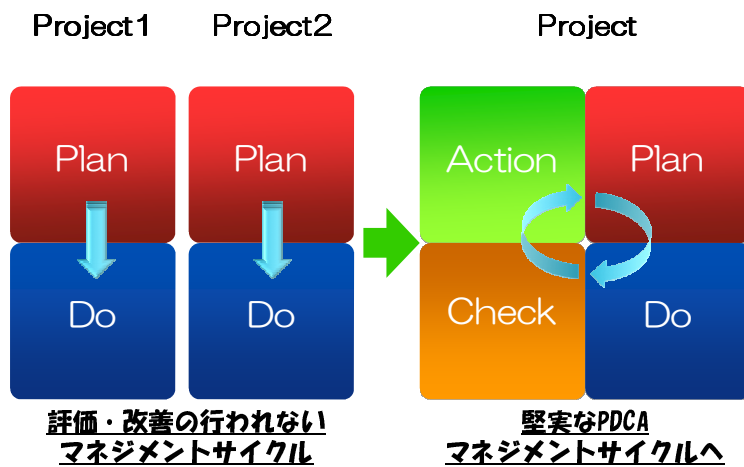 Project1
Project2
Project
Plan
Plan
Action
Plan
Do
Do
Check
Do
評価・改善の行われない
マネジメントサイクル
堅実なPDCA
マネジメントサイクルへ